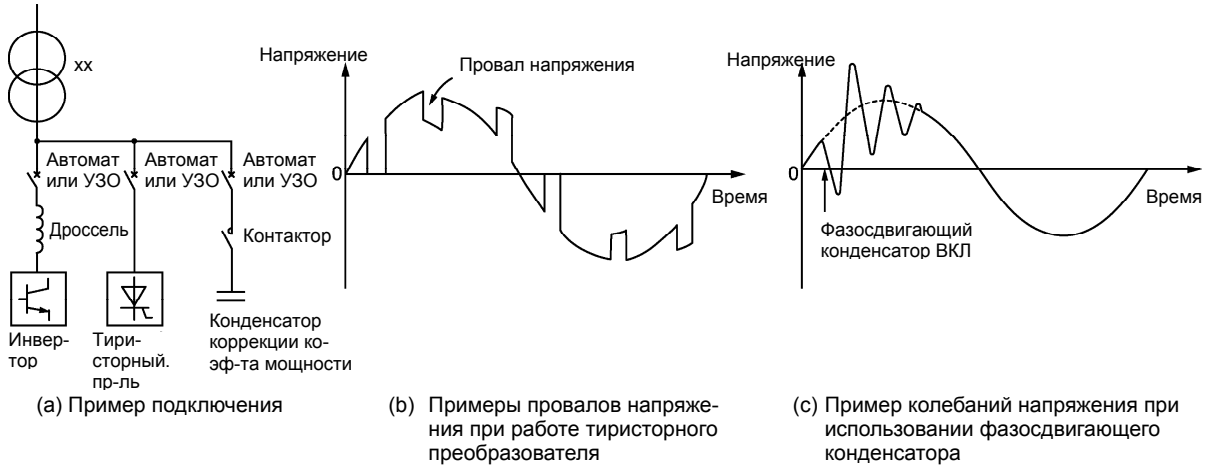 xx
Автомат
или УЗО
Автомат
или УЗО
Автомат
или УЗО
Дроссель
Контактор
Инвер-
тор
Тири-
сторный.
пр-ль
Конденсатор
коррекции ко-
эф-та мощности
(a) Пример подключения
Напряжение
Провал напряжения
0
Время
(b) Примеры провалов напряже-
ния при работе тиристорного
преобразователя
Напряжение
0
Время
Фазосдвигающий
конденсатор ВКЛ
(c) Пример колебаний напряжения при
использовании фазосдвигающего
конденсатора